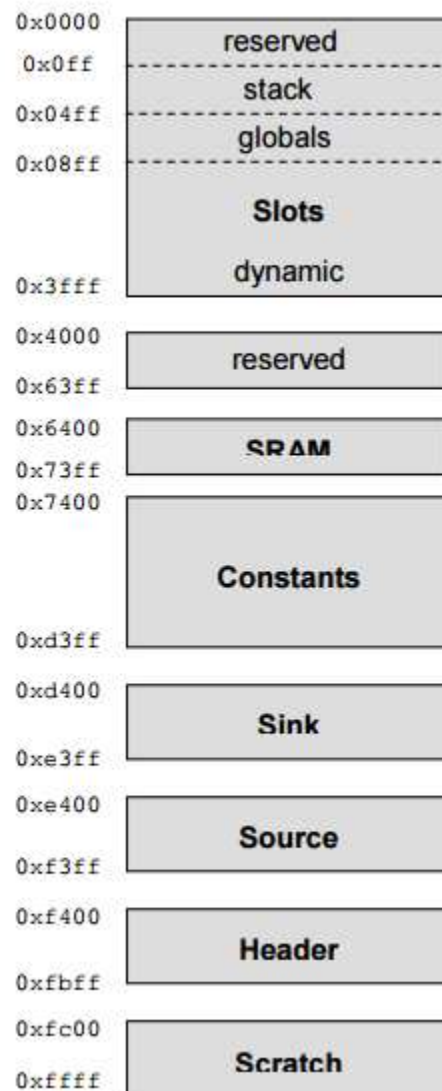 0x0000
reserved
0x0ff
stack
0x04ff
globals
0x08ff
Slots
dynamic
0x3fff
0x4000
reserved
0x63ff
0x6400
SRAM
0x73ff
0x7400
Constants
0xd3ff
0xd400
Sink
0xe3ff
0xe400
Source
0xf3ff
0xf400
Header
0xfbff
0xfc00
Scratch
0xffff